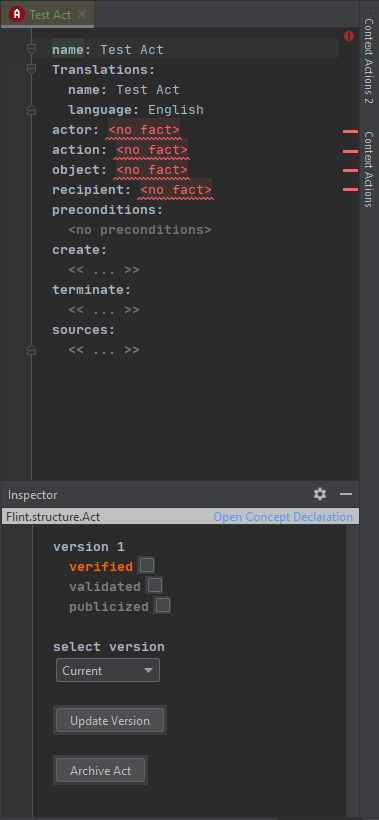 A Test Act ×
name: Test Act
Translations:
name: Test Act
language: English
actor: <no fact>
action: <no fact>
object: <no fact>
recipient: <no fact>
preconditions:
<no preconditions>
create:
<< ... >>
terminate:
<< ... >>
sources:
<< ... >>
Context Actions 2
Context Actions
Inspector
Flint.structure.Act Open Concept Declaration
version 1
verified
validated
publicized
select version
Current
Update Version
Archive Act